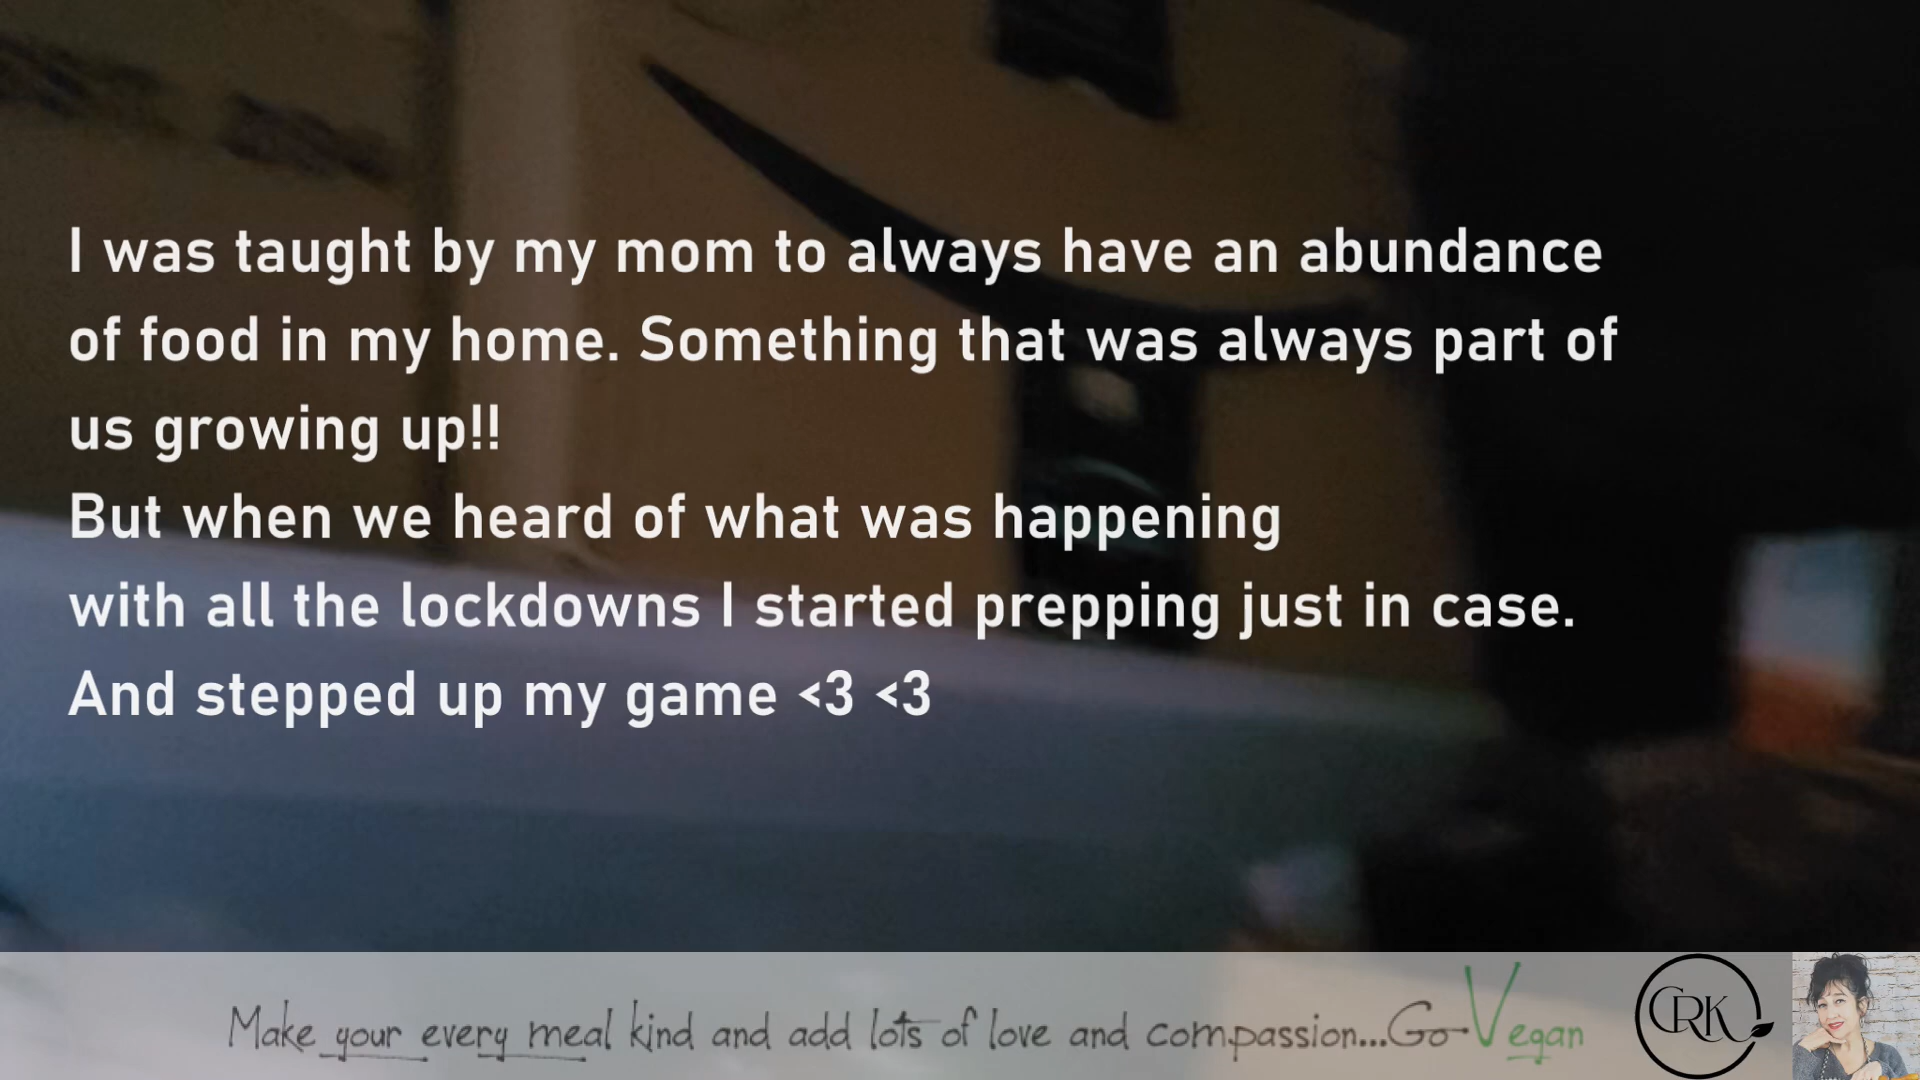 I was taught by my mom to always have an abundance
of food in my home. Something that was always part of
us growing up!!
But when we heard of what was happening
with all the lockdowns I started prepping just in case.
And stepped up my game <3 <3
Make your every meal kind and add lots of love and compassion...Go Vegan
CRK